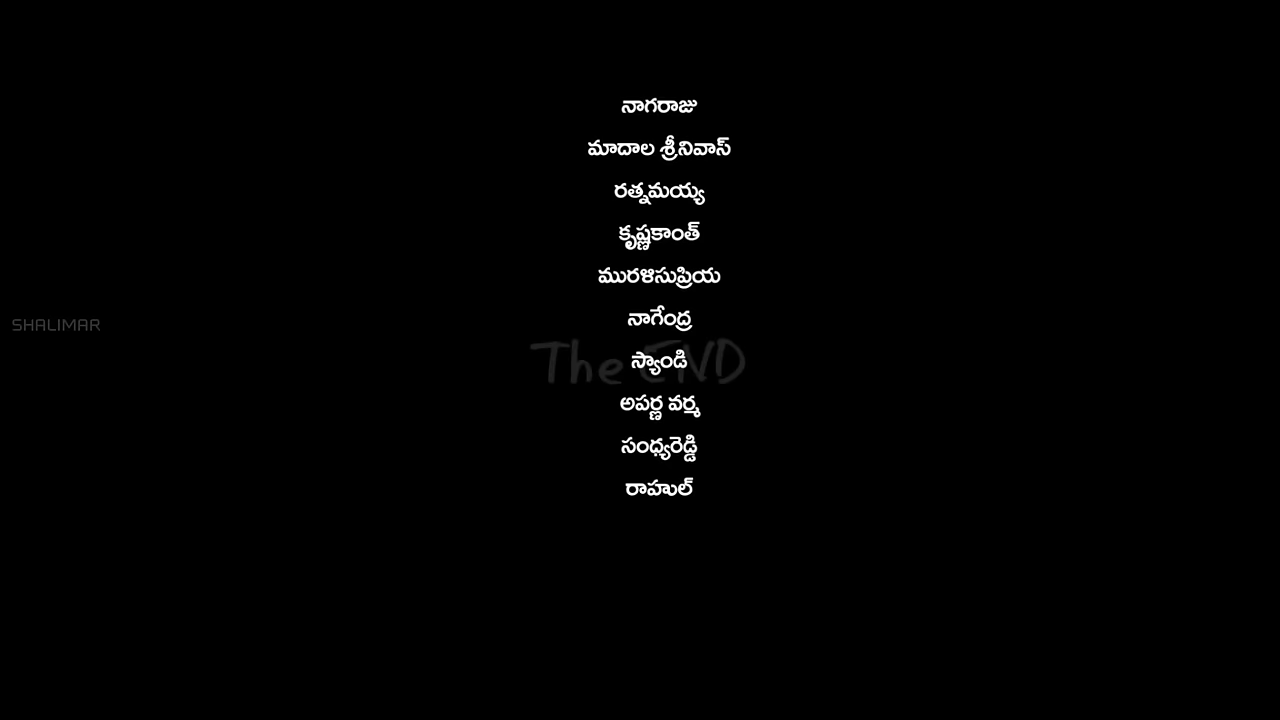 నాగరాజు
మాదాల శ్రీనివాస్
రత్నమయ్య
కృష్ణకాంత్
మురళిసుప్రియ
నాగేంద్ర
SHALIMAR
The END
స్యాండి
అపర్ణ వర్మ
సంధ్యరెడ్డి
రాహుల్